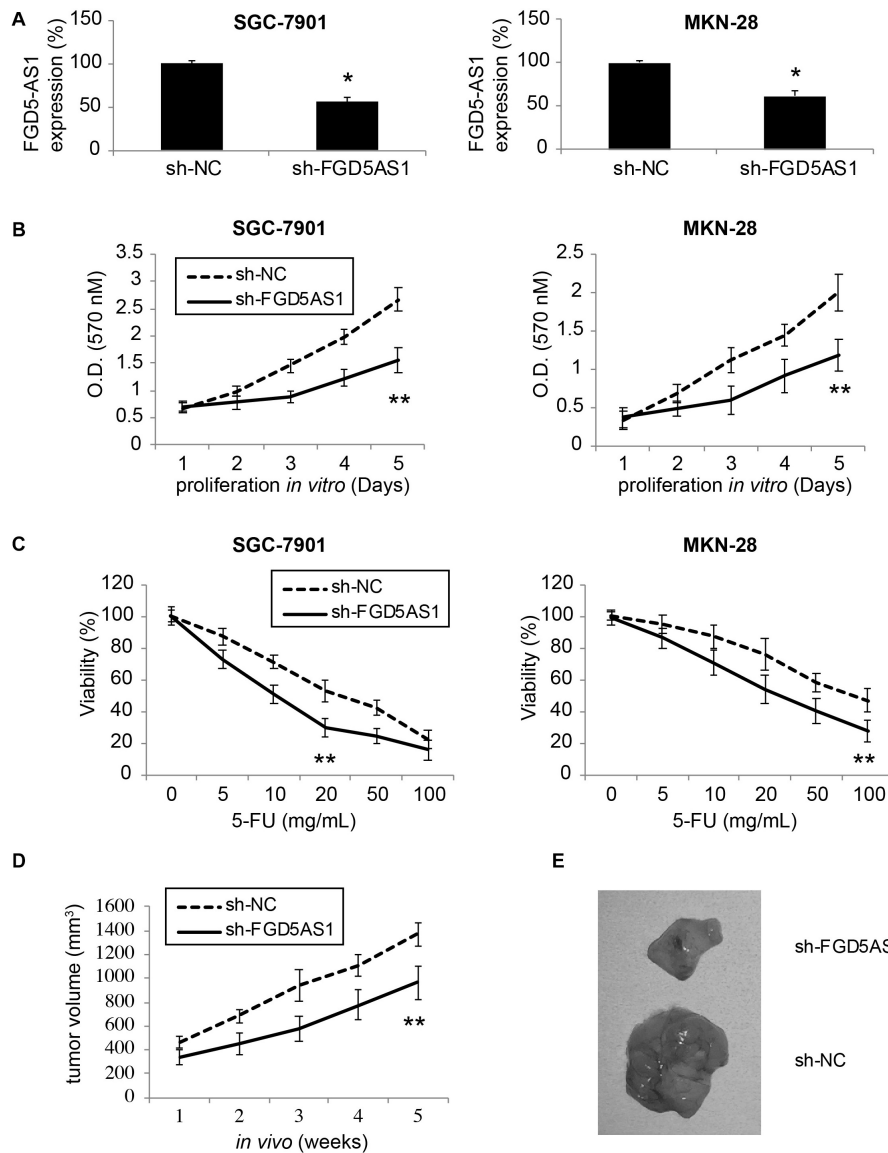 A
SGC-7901
MKN-28
FGD5-AS1
expression (%)
150
100
50
0
*
sh-NC
sh-FGD5AS1
FGD5-AS1
expression (%)
150
100
50
0
*
sh-NC
sh-FGD5AS1
B
SGC-7901
MKN-28
O.D. (570 nM)
3.5
3
2.5
2
1.5
1
0.5
0
sh-NC
sh-FGD5AS1
**
1 2 3 4 5
proliferation in vitro (Days)
O.D. (570 nM)
2.5
2
1.5
1
0.5
0
**
1 2 3 4 5
proliferation in vitro (Days)
C
SGC-7901
MKN-28
Viability (%)
120
100
80
60
40
20
0
sh-NC
sh-FGD5AS1
**
0 5 10 20 50 100
5-FU (mg/mL)
Viability (%)
120
100
80
60
40
20
0
**
0 5 10 20 50 100
5-FU (mg/mL)
D
tumor volume (mm³)
1600
1400
1200
1000
800
600
400
200
0
sh-NC
sh-FGD5AS1
**
1 2 3 4 5
in vivo (weeks)
E
sh-FGD5AS
sh-NC